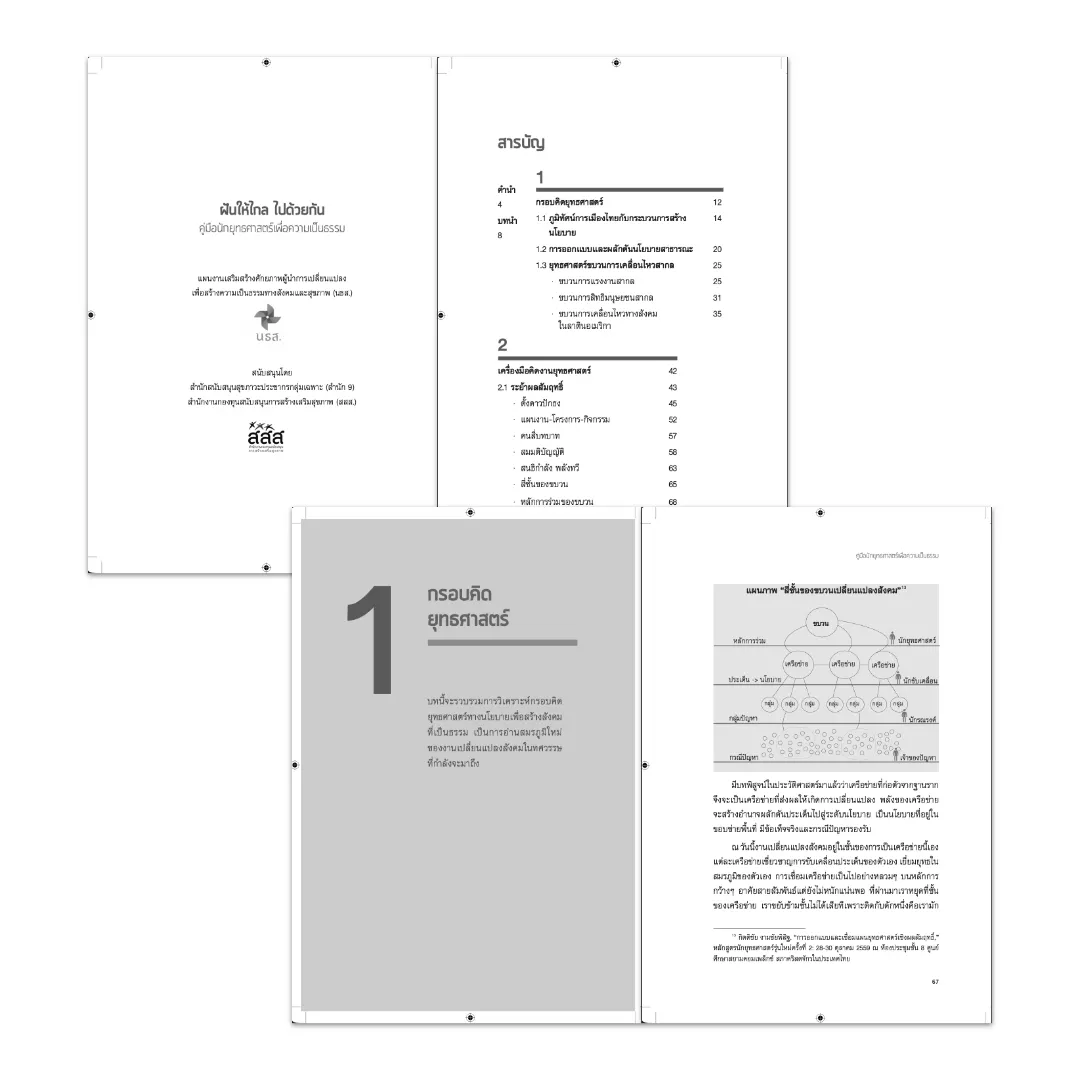 ฝันให้ไกล ไปด้วยกัน
คู่มือนักยุทธศาสตร์เพื่อความเป็นธรรม
แผนงานเสริมสร้างศักยภาพผู้นำการเปลี่ยนแปลง
เพื่อสร้างความเป็นธรรมทางสังคมและสุขภาพ (นธส.)
นธส.
สนับสนุนโดย
สำนักสนับสนุนสุขภาวะประชากรกลุ่มเฉพาะ (สำนัก 9)
สำนักงานกองทุนสนับสนุนการสร้างเสริมสุขภาพ (สสส.)
สสส
สารบัญ
คำนำ
4
บทนำ
8
1
กรอบคิดยุทธศาสตร์ 12
1.1 ภูมิทัศน์การเมืองไทยกับกระบวนการสร้าง 14
นโยบาย
1.2 การออกแบบและผลักดันนโยบายสาธารณะ 20
1.3 ยุทธศาสตร์ขบวนการเคลื่อนไหวสากล 25
· ขบวนการแรงงานสากล 25
· ขบวนการสิทธิมนุษยชนสากล 31
· ขบวนการเคลื่อนไหวทางสังคม 35
ในลาตินอเมริกา
2
เครื่องมือคิดงานยุทธศาสตร์ 42
2.1 ระย้าผลสัมฤทธิ์ 43
· ตั้งดาวปักธง 45
· แผนงาน-โครงการ-กิจกรรม 52
· คนสี่บทบาท 57
· สมมติบัญญัติ 58
· สนธิกำลัง พลังทวี 63
· สี่ชั้นของขบวน 65
· หลักการร่วมของขบวน 68
1
กรอบคิด
ยุทธศาสตร์
บทนี้จะรวบรวมการวิเคราะห์กรอบคิด
ยุทธศาสตร์ทางนโยบายเพื่อสร้างสังคม
ที่เป็นธรรม เป็นการอ่านสมรภูมิใหม่
ของงานเปลี่ยนแปลงสังคมในทศวรรษ
ที่กำลังจะมาถึง
คู่มือนักยุทธศาสตร์เพื่อความเป็นธรรม
แผนภาพ “สี่ชั้นของขบวนเปลี่ยนแปลงสังคม”¹³
ขบวน
หลักการร่วม นักยุทธศาสตร์
เครือข่าย เครือข่าย เครือข่าย
ประเด็น -> นโยบาย นักขับเคลื่อน
กลุ่ม กลุ่ม กลุ่ม กลุ่ม กลุ่ม กลุ่ม กลุ่ม
กลุ่มปัญหา นักรณรงค์
กรณีปัญหา เจ้าของปัญหา
มีบทพิสูจน์ในประวัติศาสตร์มาแล้วว่าเครือข่ายที่ก่อตัวจากฐานราก
จึงจะเป็นเครือข่ายที่ส่งผลให้เกิดการเปลี่ยนแปลง พลังของเครือข่าย
จะสร้างอำนาจผลักดันประเด็นไปสู่ระดับนโยบาย เป็นนโยบายที่อยู่ใน
ขอบข่ายพื้นที่ มีข้อเท็จจริงและกรณีปัญหารองรับ
ณ วันนี้งานเปลี่ยนแปลงสังคมอยู่ในชั้นของการเป็นเครือข่ายนี้เอง
แต่ละเครือข่ายเชี่ยวชาญการขับเคลื่อนประเด็นของตัวเอง เยี่ยมยุทธใน
สมรภูมิของตัวเอง การเชื่อมเครือข่ายเป็นไปอย่างหลวมๆ บนหลักการ
กว้างๆ อาศัยสายสัมพันธ์แต่ยังไม่หนักแน่นพอ ที่ผ่านมาเราหยุดที่ชั้น
ของเครือข่าย เราขยับข้ามชั้นไม่ได้เสียทีเพราะติดกับดักหนึ่งคือเรามัก
¹³ กิตติชัย งามชัยพิสิฐ, “การออกแบบและเชื่อมแผนยุทธศาสตร์เชิงผลสัมฤทธิ์,”
หลักสูตรนักยุทธศาสตร์รุ่นใหม่ครั้งที่ 2: 28-30 ตุลาคม 2559 ณ ห้องประชุมชั้น 8 ศูนย์
ศึกษาสยามคอมเพล็กซ์ สภาคริสตจักรในประเทศไทย
67